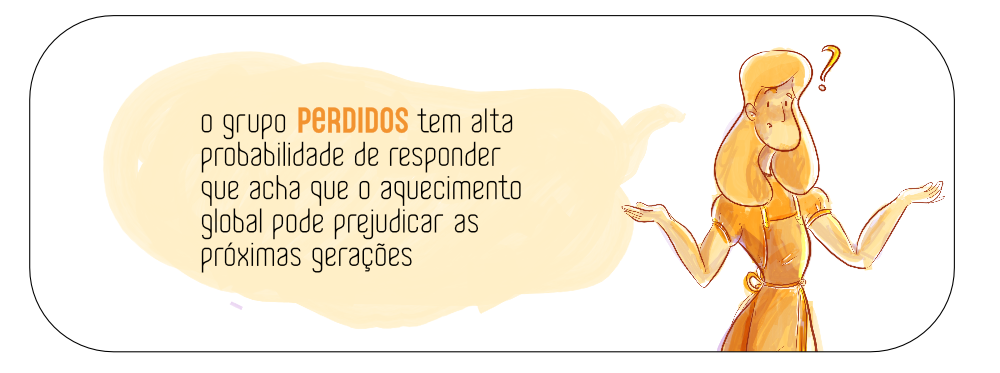 o grupo PERDIDOS tem alta
probabilidade de responder
que acha que o aquecimento
global pode prejudicar as
próximas gerações
?